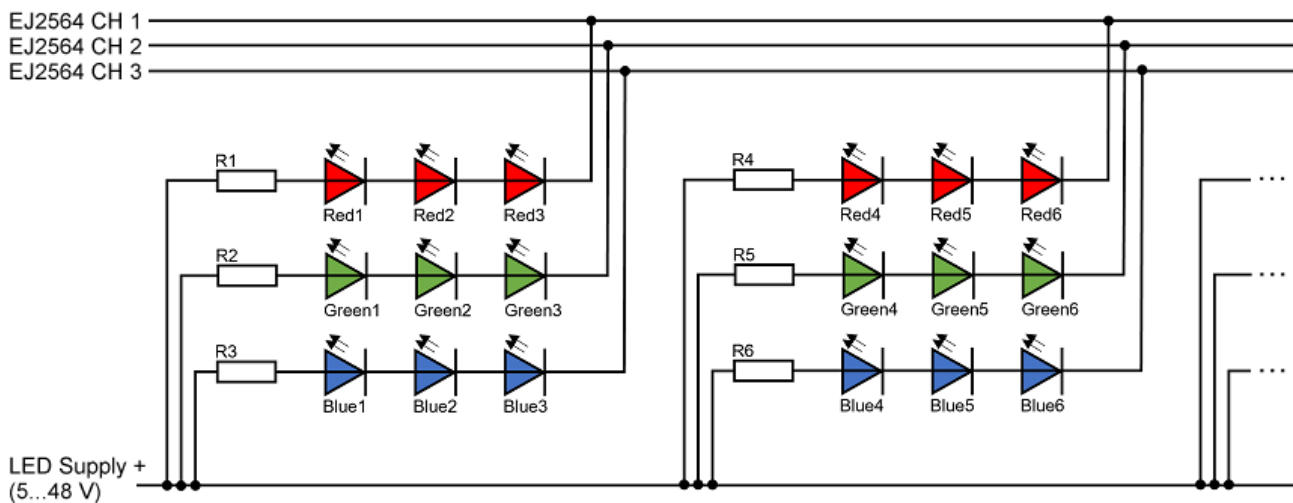 EJ2564 CH 1
EJ2564 CH 2
EJ2564 CH 3
R1
Red1 Red2 Red3
R4
Red4 Red5 Red6
...
R2
Green1 Green2 Green3
R5
Green4 Green5 Green6
...
R3
Blue1 Blue2 Blue3
R6
Blue4 Blue5 Blue6
...
LED Supply +
(5...48 V)